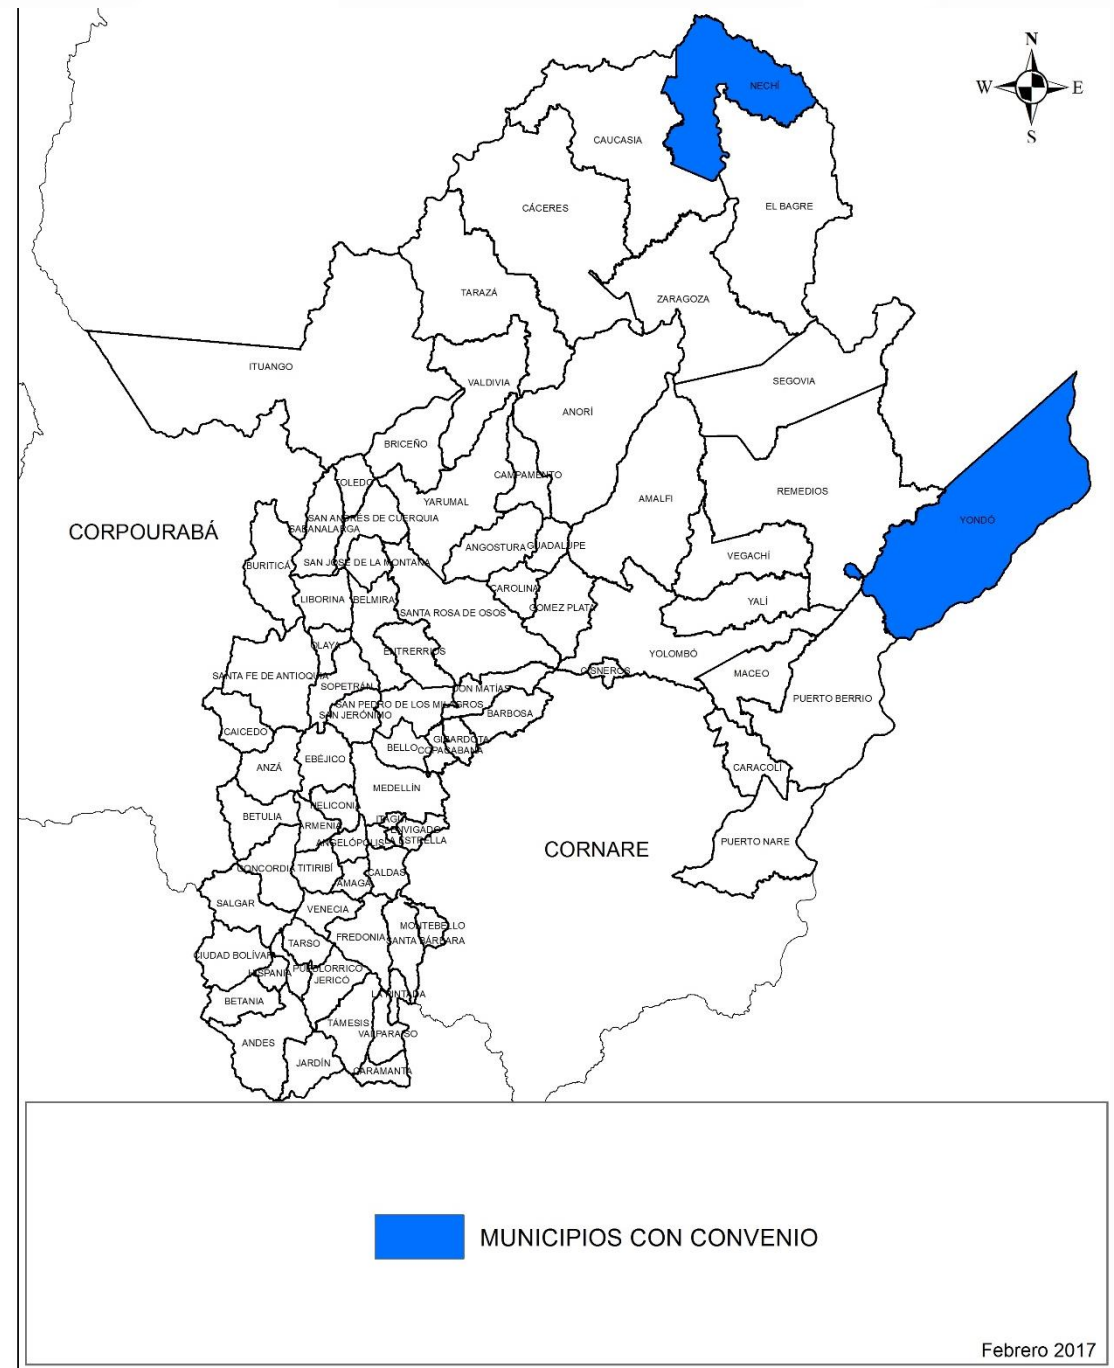 N
W
E
S
NECHÍ
CAUCASIA
CÁCERES
EL BAGRE
TARAZÁ
ZARAGOZA
ITUANGO
VALDIVIA
SEGOVIA
ANORÍ
BRICEÑO
CAMPAMENTO
TOLEDO
YARUMAL
AMALFI
REMEDIOS
SAN ANDRÉS DE CUERQUIA
SABANALARGA
YONDÓ
CORPOURABÁ
ANGOSTURA
GUADALUPE
VEGACHÍ
BURITICÁ
SAN JOSÉ DE LA MONTAÑA
CAROLINA
LIBORINA
BELMIRA
YALÍ
GOMEZ PLATA
SANTA ROSA DE OSOS
OLAYA
ENTRERRIOS
YOLOMBÓ
CISNEROS
SANTA FE DE ANTIOQUIA
MACEO
SOPETRÁN
DON MATÍAS
PUERTO BERRIO
SAN PEDRO DE LOS MILAGROS
SAN JERÓNIMO
BARBOSA
CAICEDO
GIRARDOTA
BELLO
COPACABANA
EBÉJICO
ANZÁ
CARACOLÍ
MEDELLÍN
HELICONIA
BETULIA
ITAGUI
ARMENIA
ENVIGADO
ANGELÓPOLIS
LA ESTRELLA
PUERTO NARE
CORNARE
CONCORDIA
TITIRIBÍ
CALDAS
AMAGÁ
SALGAR
VENECIA
MONTEBELLO
FREDONIA
SANTA BÁRBARA
TARSO
CIUDAD BOLÍVAR
PUEBLORRICO
HISPANIA
JERICÓ
LA PINTADA
BETANIA
TÁMESIS
VALPARAISO
ANDES
JARDÍN
CARAMANTA
MUNICIPIOS CON CONVENIO
Febrero 2017